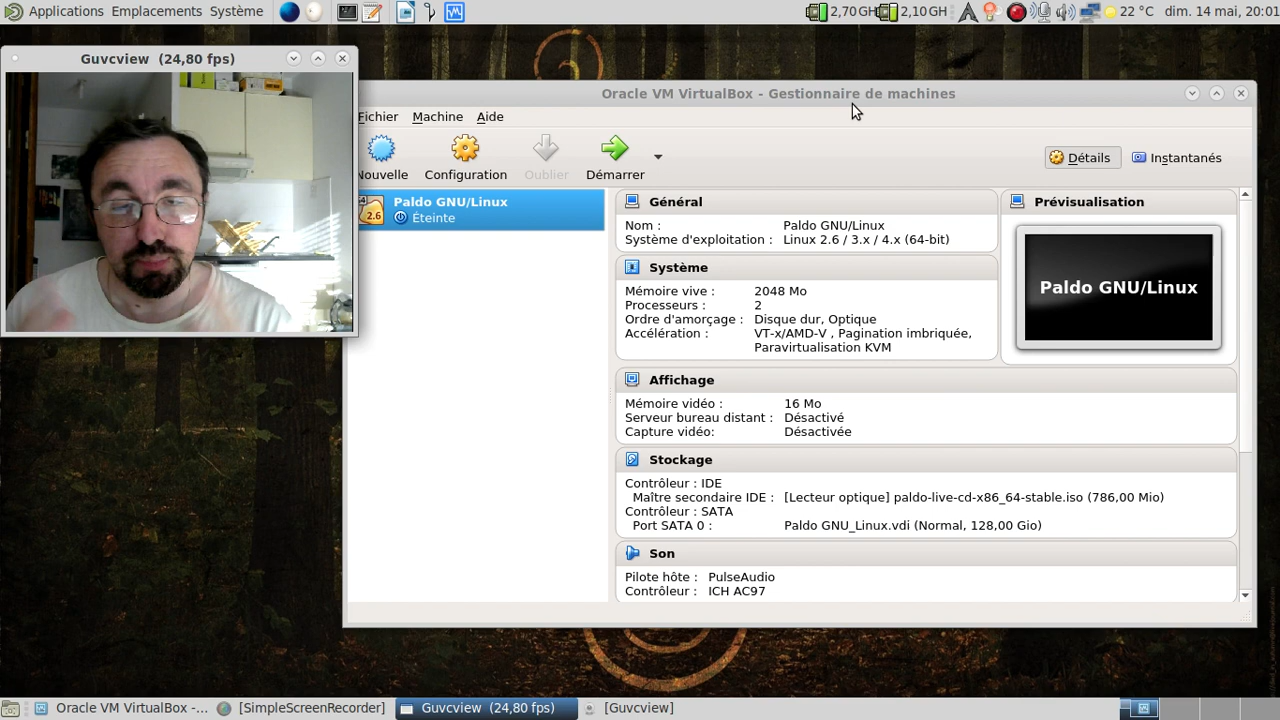 Applications Emplacements Système 2,70GH 2,10GH 22 °C dim. 14 mai, 20:01
Guvcview (24,80 fps)
Oracle VM VirtualBox - Gestionnaire de machines
Fichier Machine Aide
Nouvelle Configuration Oublier Démarrer Détails Instantanés
64
2.6
Paldo GNU/Linux
Éteinte
Général
Nom : Paldo GNU/Linux
Système d'exploitation : Linux 2.6 / 3.x / 4.x (64-bit)
Prévisualisation
Paldo GNU/Linux
Système
Mémoire vive : 2048 Mo
Processeurs : 2
Ordre d'amorçage : Disque dur, Optique
Accélération : VT-x/AMD-V , Pagination imbriquée,
Paravirtualisation KVM
Affichage
Mémoire vidéo : 16 Mo
Serveur bureau distant : Désactivé
Capture vidéo: Désactivée
Stockage
Contrôleur : IDE
Maître secondaire IDE : [Lecteur optique] paldo-live-cd-x86_64-stable.iso (786,00 Mio)
Contrôleur : SATA
Port SATA 0 : Paldo GNU_Linux.vdi (Normal, 128,00 Gio)
Son
Pilote hôte : PulseAudio
Contrôleur : ICH AC97
Oracle VM VirtualBox -... [SimpleScreenRecorder] Guvcview (24,80 fps) [Guvcview]